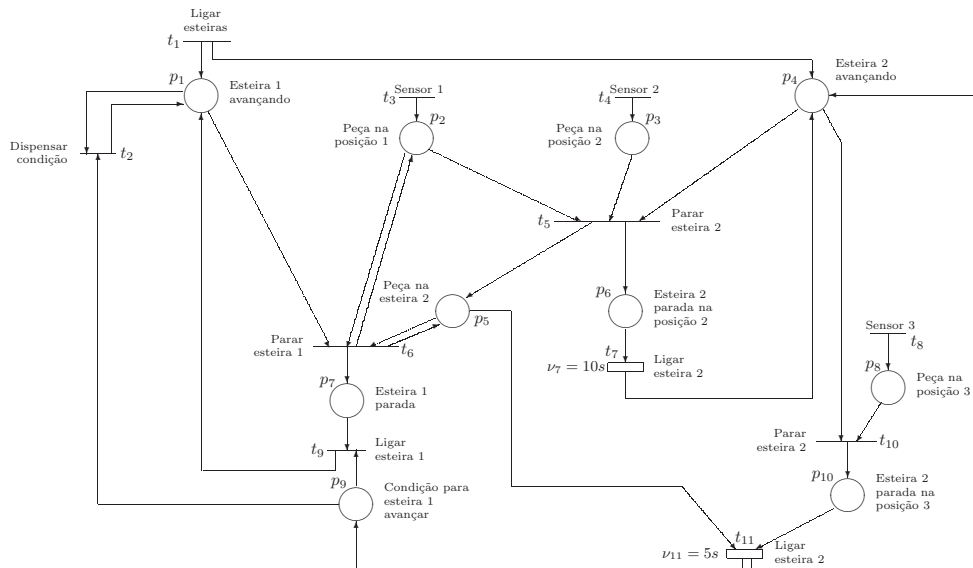 Ligar
esteiras
t1
p1
Esteira 1
avançando
Dispensar
condição
t2
Sensor 1
t3
p2
Peça na
posição 1
Sensor 2
t4
p3
Peça na
posição 2
p4
Esteira 2
avançando
t5
Parar
esteira 2
Peça na
esteira 2
p5
p6
Esteira 2
parada na
posição 2
Parar
esteira 1
t6
t7
ν7 = 10s
Ligar
esteira 2
Sensor 3
t8
p8
Peça na
posição 3
p7
Esteira 1
parada
t9
Ligar
esteira 1
Parar
esteira 2
t10
p9
Condição para
esteira 1
avançar
p10
Esteira 2
parada na
posição 3
t11
ν11 = 5s
Ligar
esteira 2